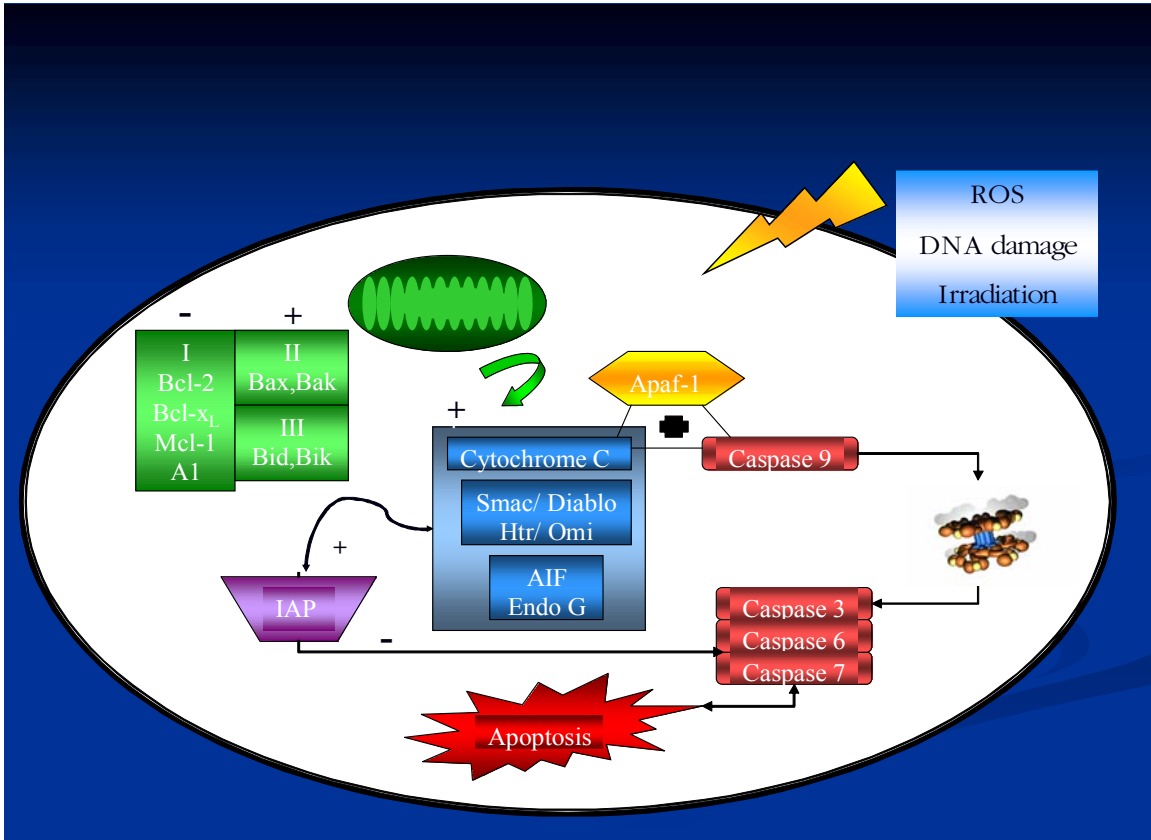 ROS
DNA damage
Irradiation
-
+
I
Bcl-2
Bcl-xL
Mcl-1
A1
II
Bax,Bak
III
Bid,Bik
Apaf-1
+
Cytochrome C
Caspase 9
Smac/ Diablo
Htr/ Omi
+
AIF
Endo G
IAP
-
Caspase 3
Caspase 6
Caspase 7
Apoptosis